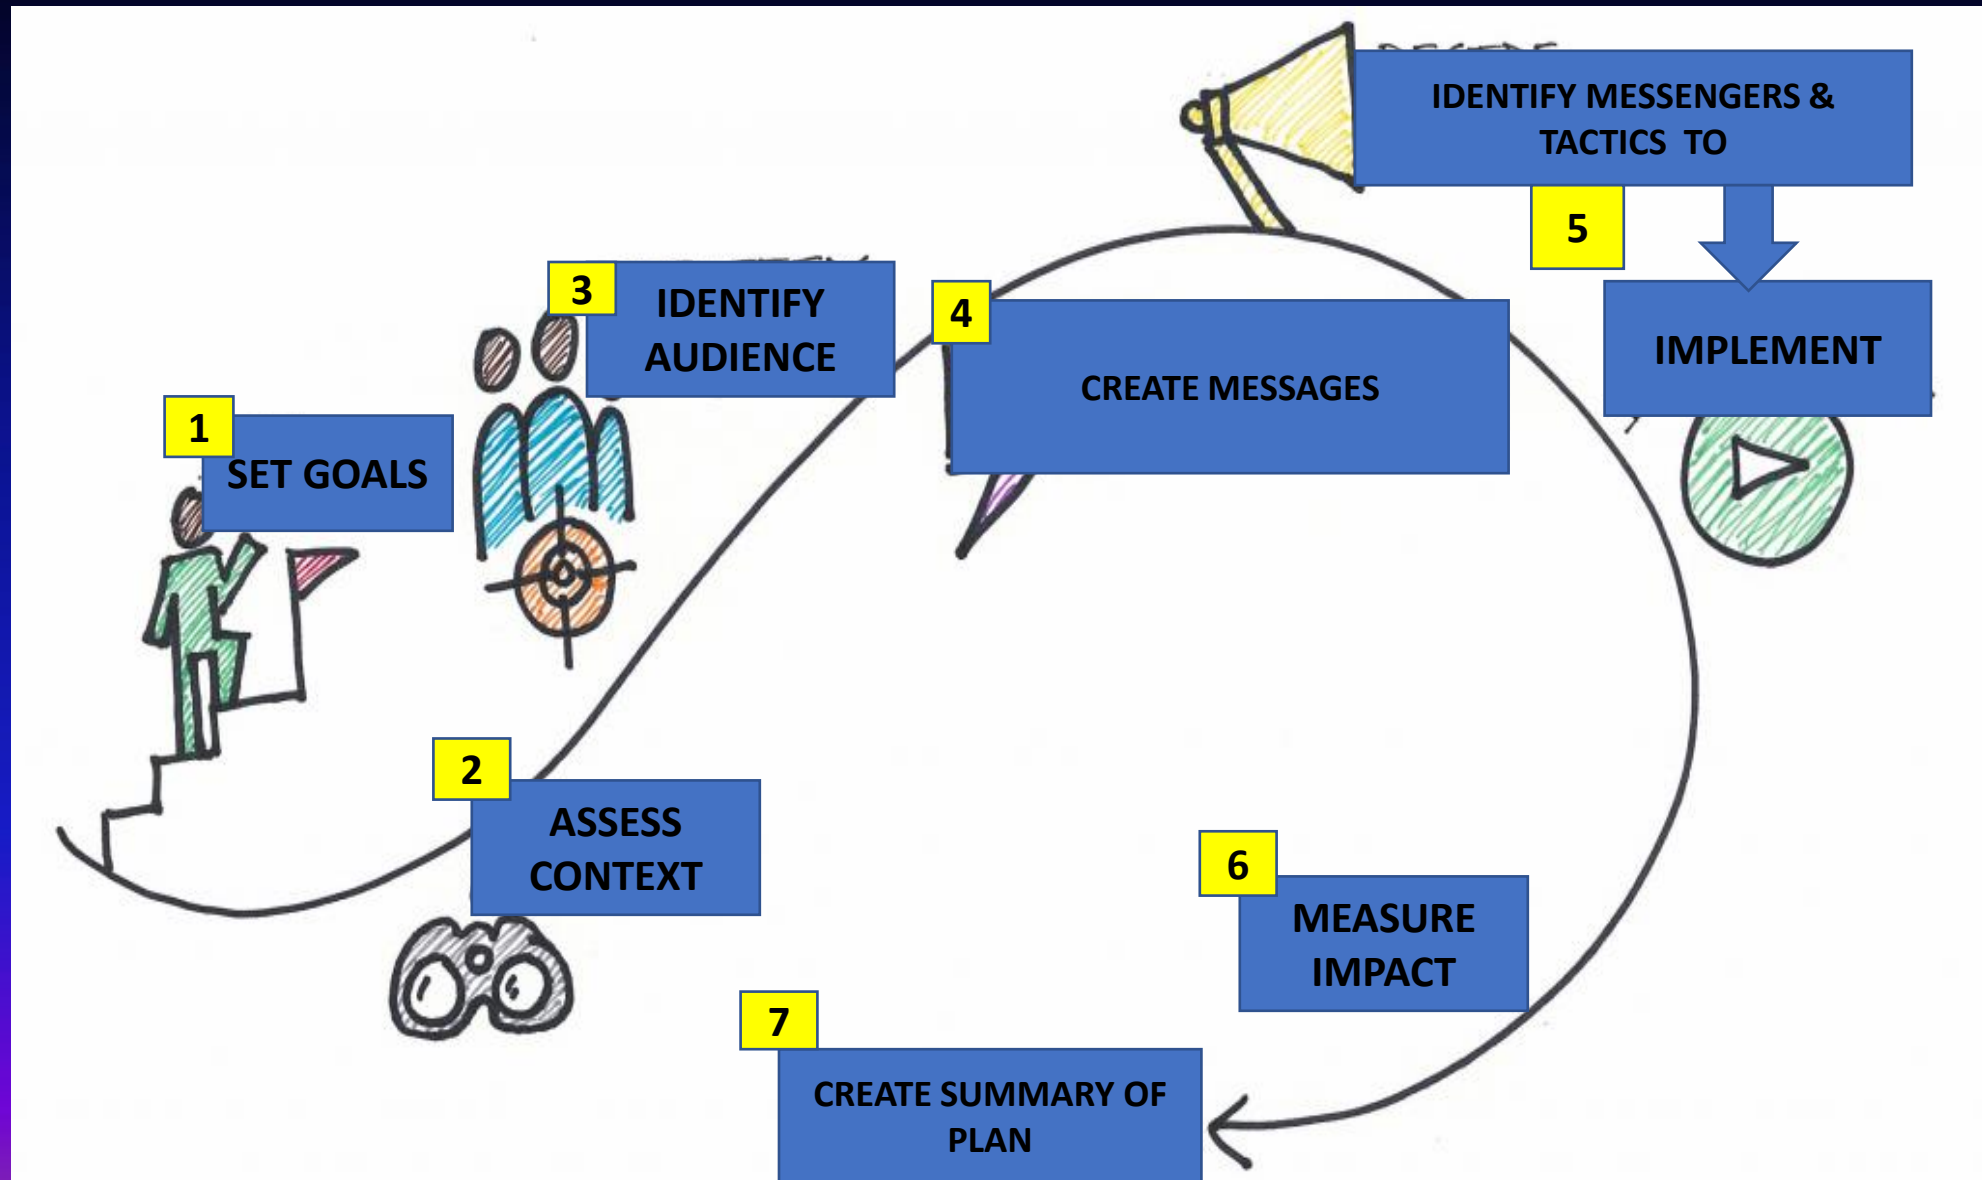 1
SET GOALS
2
ASSESS
CONTEXT
3
IDENTIFY
AUDIENCE
4
CREATE MESSAGES
IDENTIFY MESSENGERS &
TACTICS TO
5
IMPLEMENT
6
MEASURE
IMPACT
7
CREATE SUMMARY OF
PLAN